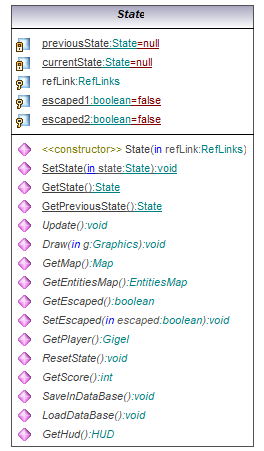 State
previousState:State=null
currentState:State=null
refLink:RefLinks
escaped1:boolean=false
escaped2:boolean=false
<<constructor>> State(in refLink:RefLinks)
SetState(in state:State):void
GetState():State
GetPreviousState():State
Update():void
Draw(in g:Graphics):void
GetMap():Map
GetEntitiesMap():EntitiesMap
GetEscaped():boolean
SetEscaped(in escaped:boolean):void
GetPlayer():Gigel
ResetState():void
GetScore():int
SaveInDataBase():void
LoadDataBase():void
GetHud():HUD